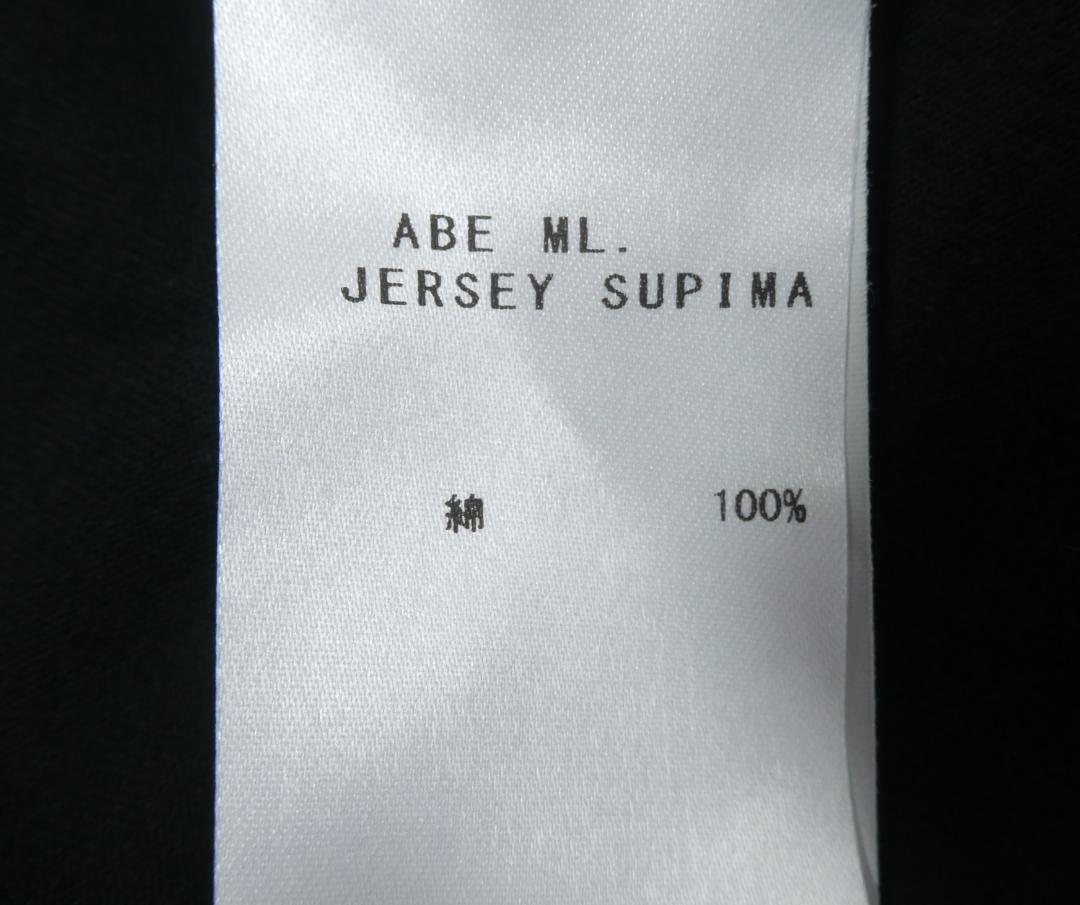 ABE ML.
JERSEY SUPIMA
綿 100%